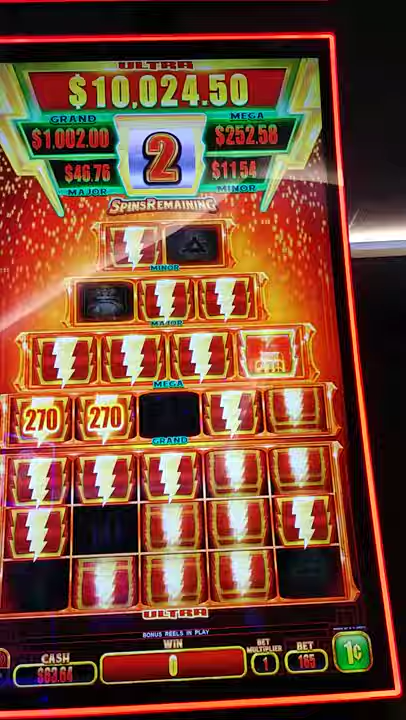 ULTRA
$10,024.50
GRAND
MEGA
$1,002.00
2
$252.58
$46.76
$11.54
MAJOR
MINOR
SPINS REMAINING
MINOR
MAJOR
MEGA
270
270
GRAND
ULTRA
BONUS REELS IN PLAY
CASH
$63.64
WIN
0
BET MULTIPLIER
1
BET
165
1¢